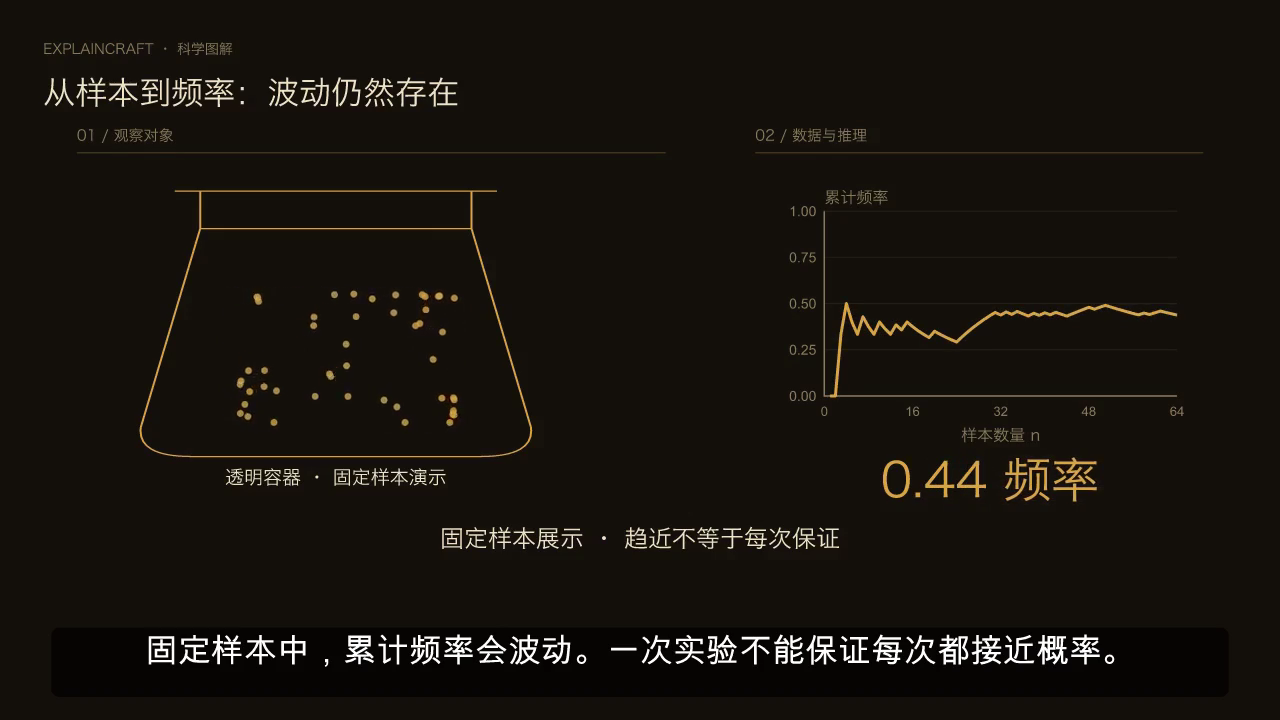 EXPLAINCRAFT · 科学图解
从样本到频率：波动仍然存在
01 / 观察对象
透明容器 · 固定样本演示
02 / 数据与推理
累计频率
1.00
0.75
0.50
0.25
0.00
0 16 32 48 64
样本数量 n
0.44 频率
固定样本展示 · 趋近不等于每次保证
固定样本中，累计频率会波动。一次实验不能保证每次都接近概率。